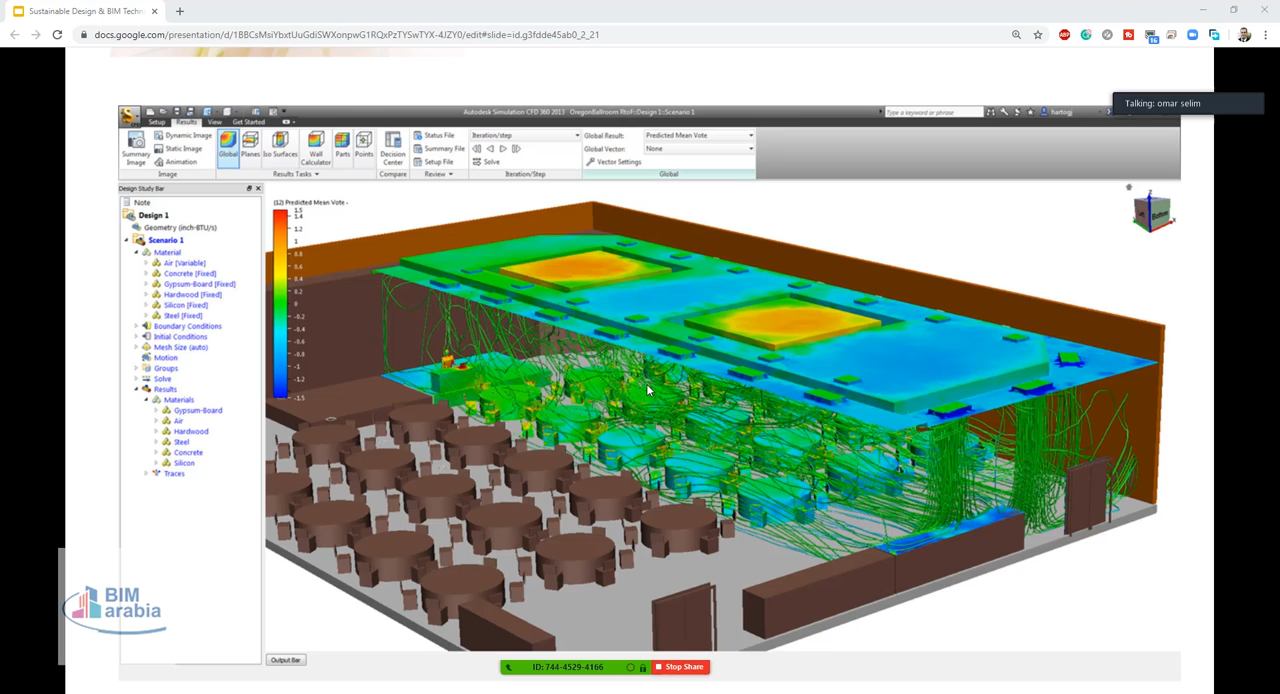 Sustainable Design & BIM Techn
docs.google.com/presentation/d/1BBCsMsiYbxtUuGdiSWXonpwG1RQxPzTYSwTYX-4JZY0/edit#slide=id.g3fdde45ab0_2_21
ABP
16
Talking: omar selim
Autodesk Simulation CFD 360 2013 OregonBallroom RtoF::Design 1::Scenario 1
Type a keyword or phrase
hartogj
Setup Results View Get Started
Summary Image
Dynamic Image
Static Image
Animation
Image
Global
Planes
Iso Surfaces
Wall Calculator
Parts
Points
Results Tasks
Decision Center
Compare
Status File
Summary File
Setup File
Review
Iteration/step
Solve
Iteration/Step
Global Result: Predicted Mean Vote
Global Vector: None
Vector Settings
Global
Design Study Bar
Note
Design 1
Geometry (inch-BTU/s)
Scenario 1
Material
Air [Variable]
Concrete [Fixed]
Gypsum-Board [Fixed]
Hardwood [Fixed]
Silicon [Fixed]
Steel [Fixed]
Boundary Conditions
Initial Conditions
Mesh Size (auto)
Motion
Groups
Solve
Results
Materials
Gypsum-Board
Air
Hardwood
Steel
Concrete
Silicon
Traces
(12) Predicted Mean Vote -
1.5
1.4
1.2
1
0.8
0.6
0.4
0.2
0
-0.2
-0.4
-0.6
-0.8
-1
-1.2
-1.5
Z
Left
Bottom
BIM
arabia
Output Bar
ID: 744-4529-4166
Stop Share